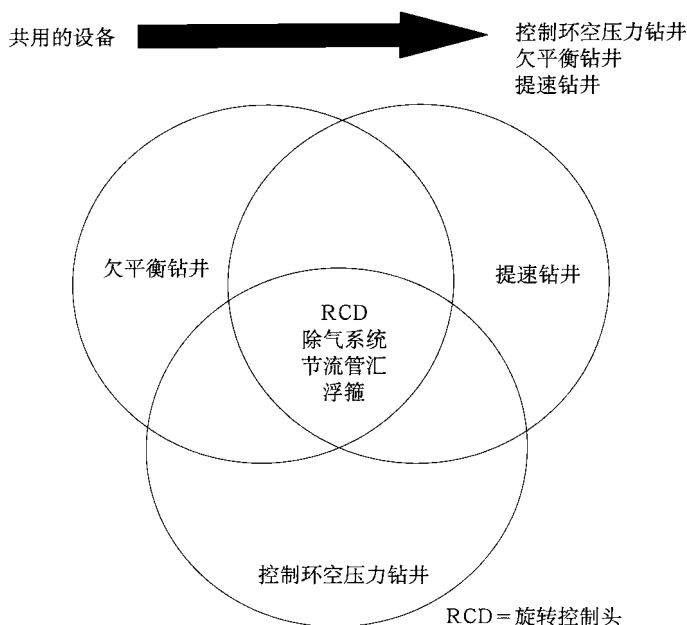 共用的设备
控制环空压力钻井
欠平衡钻井
提速钻井
欠平衡钻井
提速钻井
RCD
除气系统
节流管汇
浮箍
控制环空压力钻井
RCD=旋转控制头